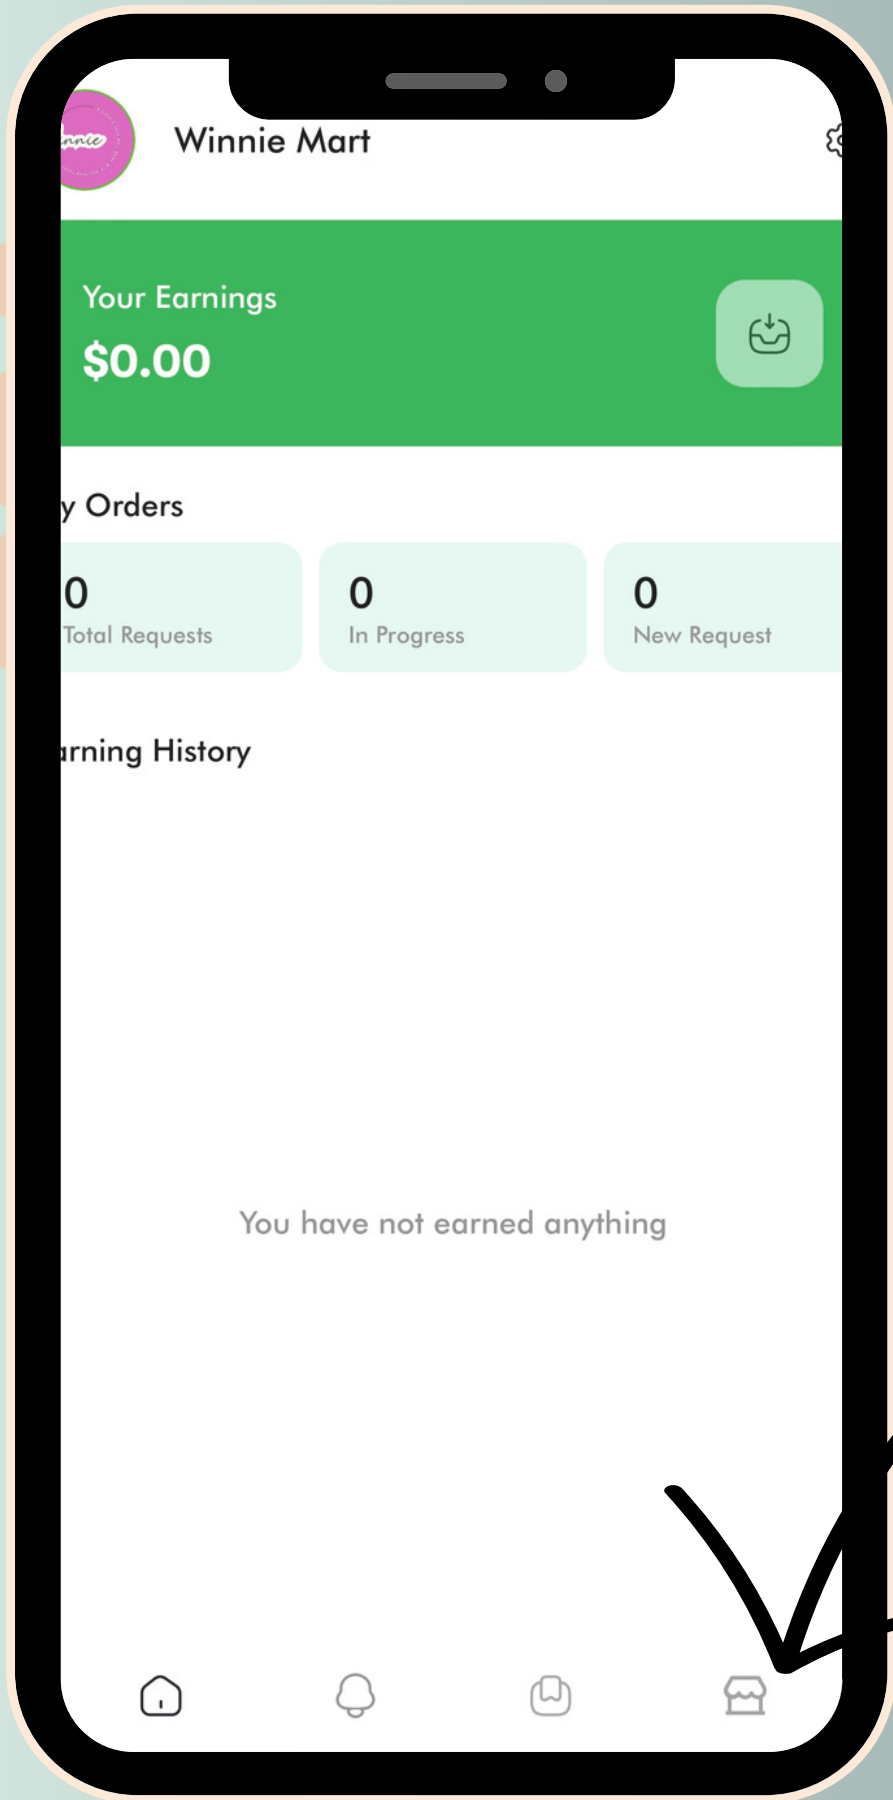 nnie
Winnie Mart
Your Earnings
$0.00
y Orders
0
Total Requests
0
In Progress
0
New Request
arning History
You have not earned anything